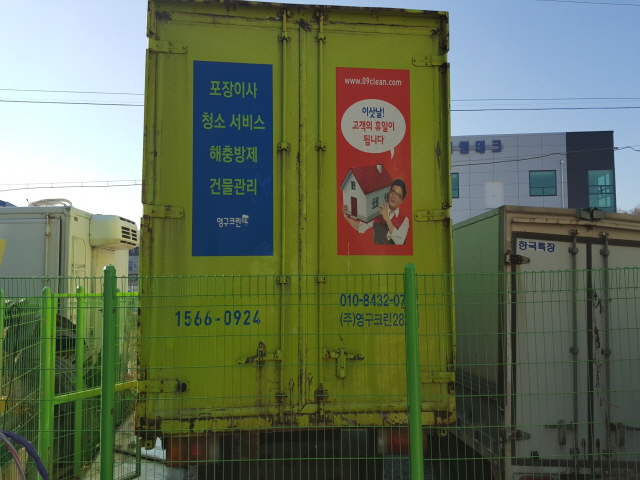 포장이사
청소 서비스
해충방제
건물관리
영구크린
www.09clean.com
이삿날!
고객의 휴일이
됩니다
1566-0924
010-8432-07
(주)영구크린28
텍크
한국특장